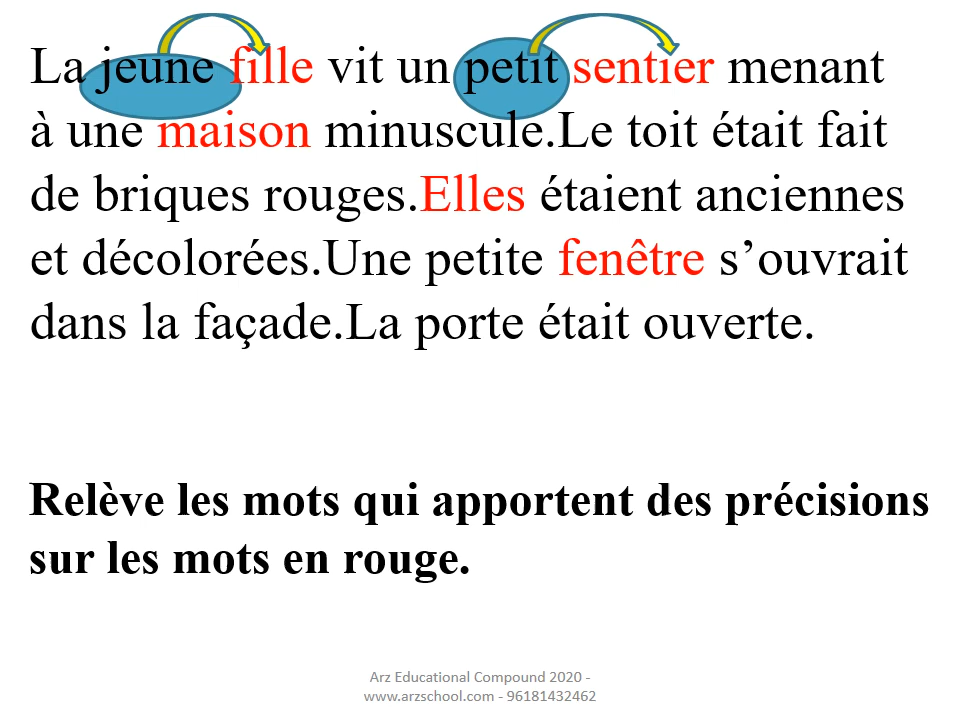 La jeune fille vit un petit sentier menant
à une maison minuscule.Le toit était fait
de briques rouges.Elles étaient anciennes
et décolorées.Une petite fenêtre s’ouvrait
dans la façade.La porte était ouverte.
Relève les mots qui apportent des précisions
sur les mots en rouge.
Arz Educational Compound 2020 -
www.arzschool.com - 96181432462